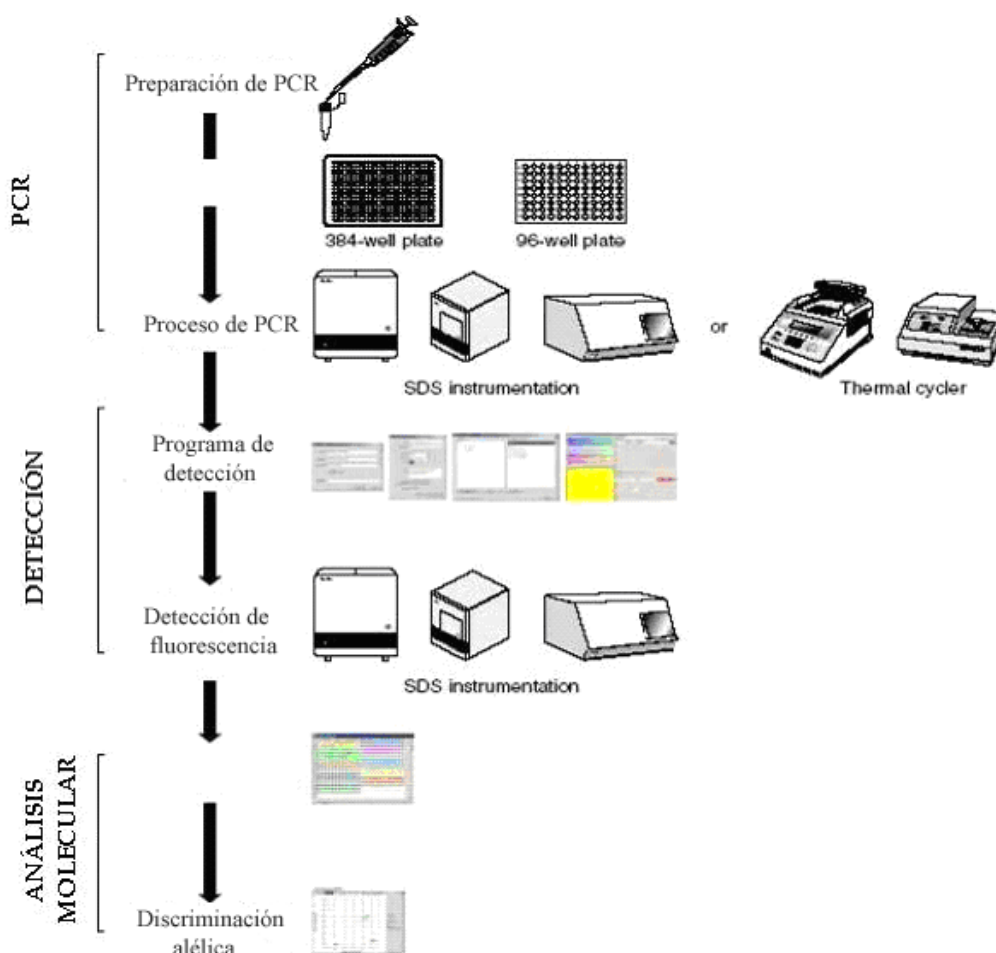 PCR
Preparación de PCR
384-well plate
96-well plate
Proceso de PCR
or
SDS instrumentation
Thermal cycler
DETECCIÓN
Programa de
detección
Detección de
fluorescencia
SDS instrumentation
ANÁLISIS
MOLECULAR
Discriminación
alélica